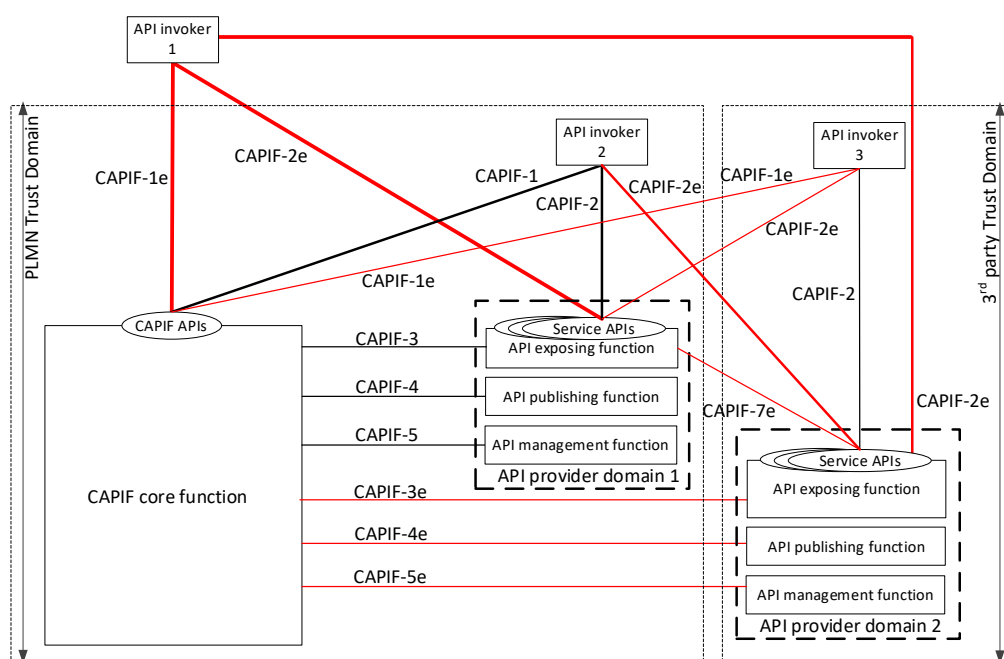 API invoker
1
PLMN Trust Domain
3rd party Trust Domain
API invoker
2
API invoker
3
CAPIF-1e
CAPIF-2e
CAPIF-1
CAPIF-2
CAPIF-2e
CAPIF-1e
CAPIF-2e
CAPIF-1e
CAPIF-2
CAPIF APIs
Service APIs
CAPIF-3
API exposing function
CAPIF-4
API publishing function
CAPIF-7e
CAPIF-2e
CAPIF-5
API management function
API provider domain 1
CAPIF core function
Service APIs
CAPIF-3e
API exposing function
CAPIF-4e
API publishing function
CAPIF-5e
API management function
API provider domain 2